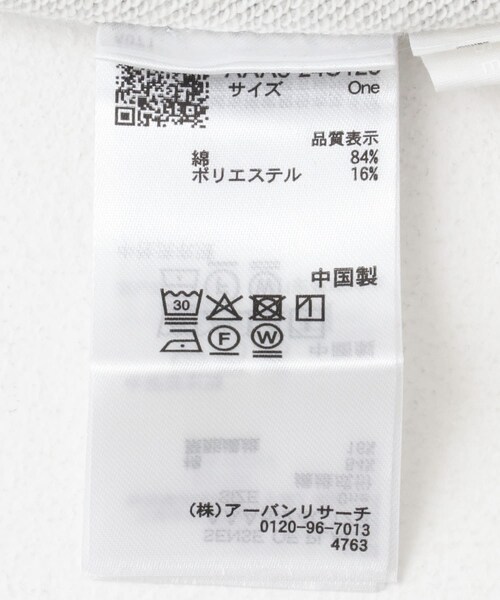 サイズ One
品質表示
綿 84%
ポリエステル 16%
中国製
30
F W
(株)アーバンリサーチ
0120-96-7013
4763